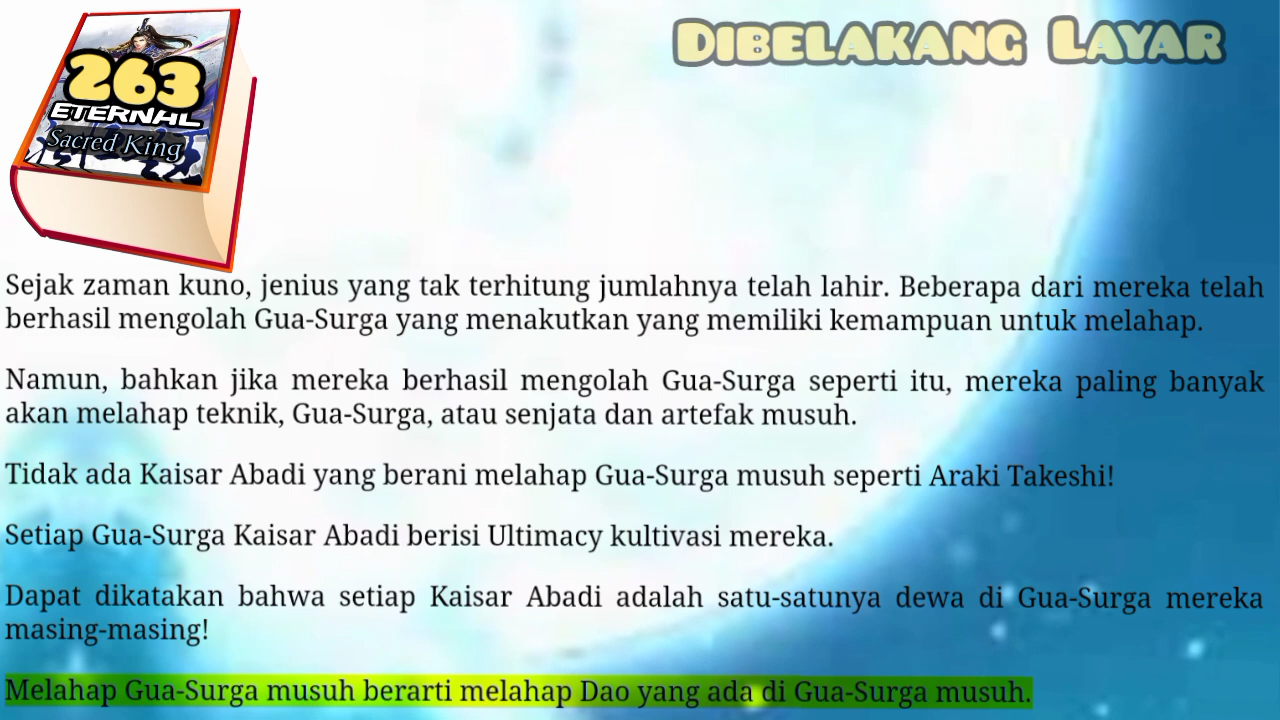 263
ETERNAL
Sacred King
DIBELAKANG LAYAR
Sejak zaman kuno, jenius yang tak terhitung jumlahnya telah lahir. Beberapa dari mereka telah
berhasil mengolah Gua-Surga yang menakutkan yang memiliki kemampuan untuk melahap.
Namun, bahkan jika mereka berhasil mengolah Gua-Surga seperti itu, mereka paling banyak
akan melahap teknik, Gua-Surga, atau senjata dan artefak musuh.
Tidak ada Kaisar Abadi yang berani melahap Gua-Surga musuh seperti Araki Takeshi!
Setiap Gua-Surga Kaisar Abadi berisi Ultimacy kultivasi mereka.
Dapat dikatakan bahwa setiap Kaisar Abadi adalah satu-satunya dewa di Gua-Surga mereka
masing-masing!
Melahap Gua-Surga musuh berarti melahap Dao yang ada di Gua-Surga musuh.